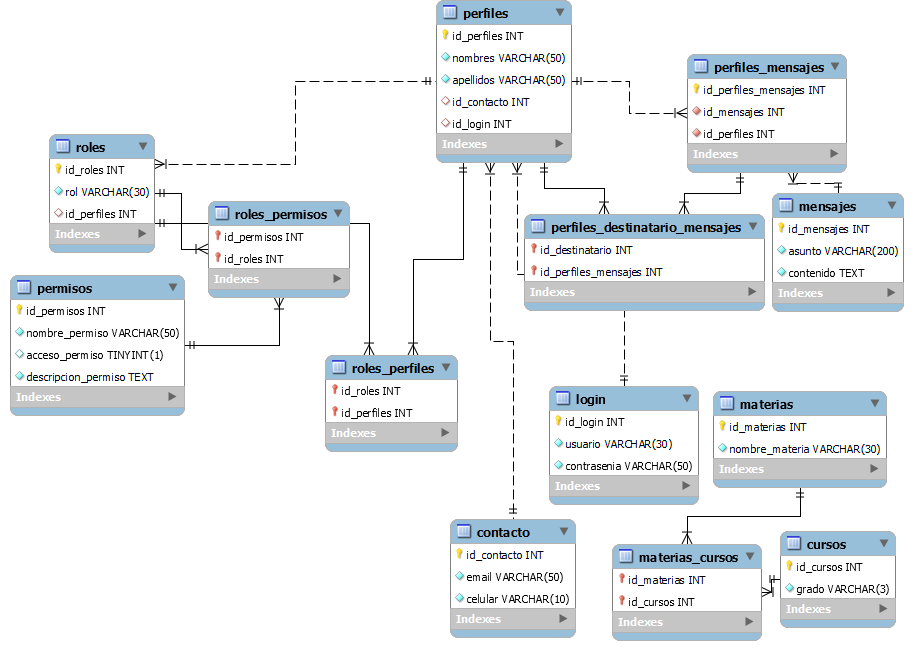 perfiles
id_perfiles INT
nombres VARCHAR(50)
apellidos VARCHAR(50)
id_contacto INT
id_login INT
Indexes
perfiles_mensajes
id_perfiles_mensajes INT
id_mensajes INT
id_perfiles INT
Indexes
roles
id_roles INT
rol VARCHAR(30)
id_perfiles INT
Indexes
roles_permisos
id_permisos INT
id_roles INT
Indexes
perfiles_destinatario_mensajes
id_destinatario INT
id_perfiles_mensajes INT
Indexes
mensajes
id_mensajes INT
asunto VARCHAR(200)
contenido TEXT
Indexes
permisos
id_permisos INT
nombre_permiso VARCHAR(50)
acceso_permiso TINYINT(1)
descripcion_permiso TEXT
Indexes
roles_perfiles
id_roles INT
id_perfiles INT
Indexes
login
id_login INT
usuario VARCHAR(30)
contrasenia VARCHAR(50)
Indexes
materias
id_materias INT
nombre_materia VARCHAR(30)
Indexes
contacto
id_contacto INT
email VARCHAR(50)
celular VARCHAR(10)
Indexes
materias_cursos
id_materias INT
id_cursos INT
Indexes
cursos
id_cursos INT
grado VARCHAR(3)
Indexes